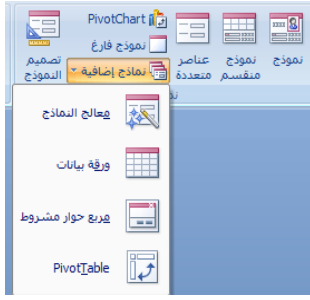 نموذج
نموذج منقسم
عناصر متعددة
PivotChart
نموذج فارغ
نماذج إضافية
تصميم النموذج
معالج النماذج
ورقة بيانات
مربع حوار مشروط
PivotTable